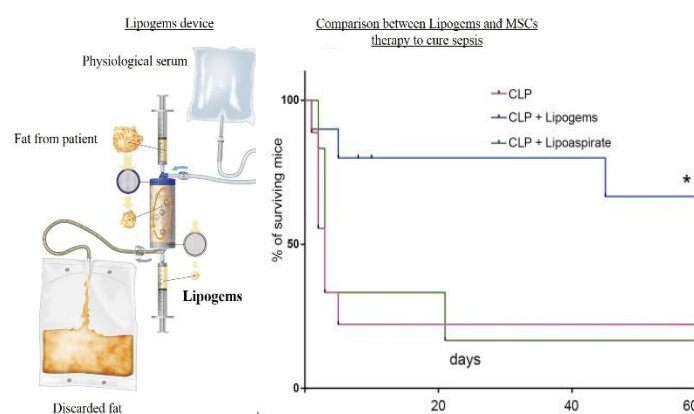 Lipogems device
Physiological serum
Fat from patient
Lipogems
Discarded fat
Comparison between Lipogems and MSCs
therapy to cure sepsis
CLP
CLP + Lipogems
CLP + Lipoaspirate
% of surviving mice
100
50
0
*
days
20
40
60